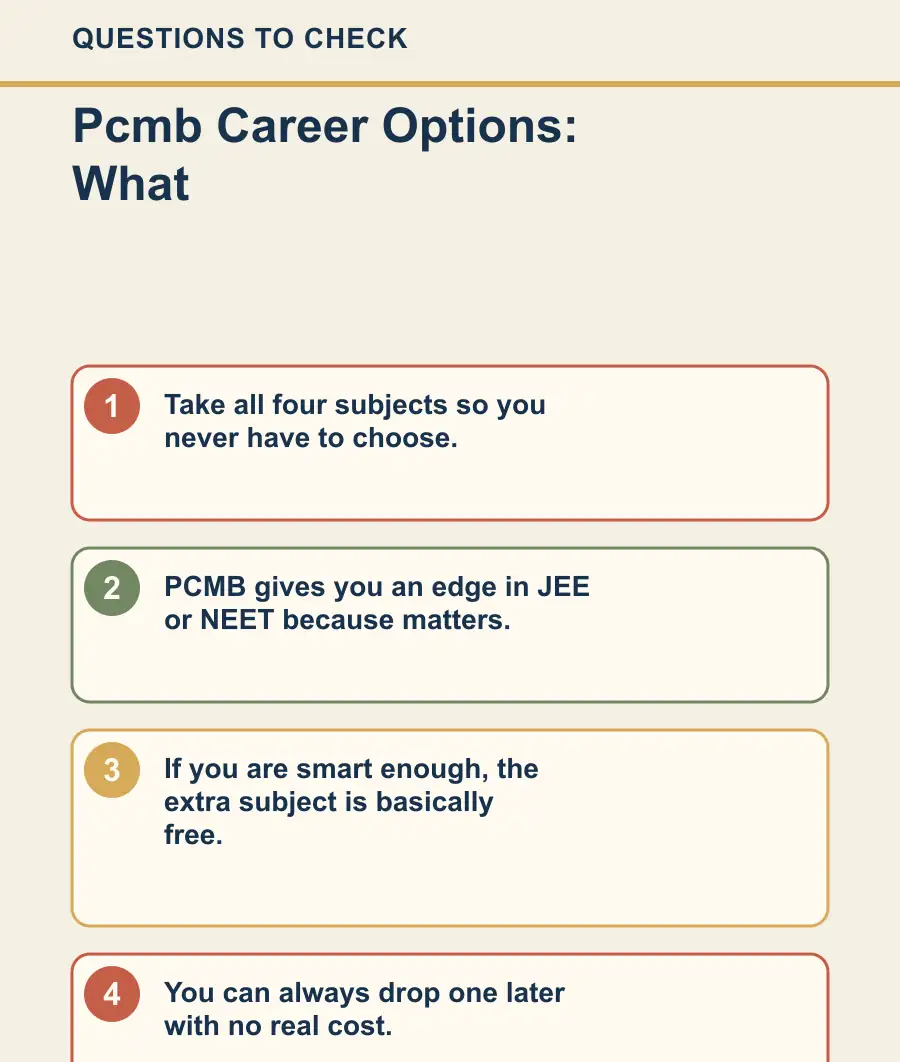 QUESTIONS TO CHECK
Pcmb Career Options:
What
1
Take all four subjects so you
never have to choose.
2
PCMB gives you an edge in JEE
or NEET because matters.
3
If you are smart enough, the
extra subject is basically
free.
4
You can always drop one later
with no real cost.